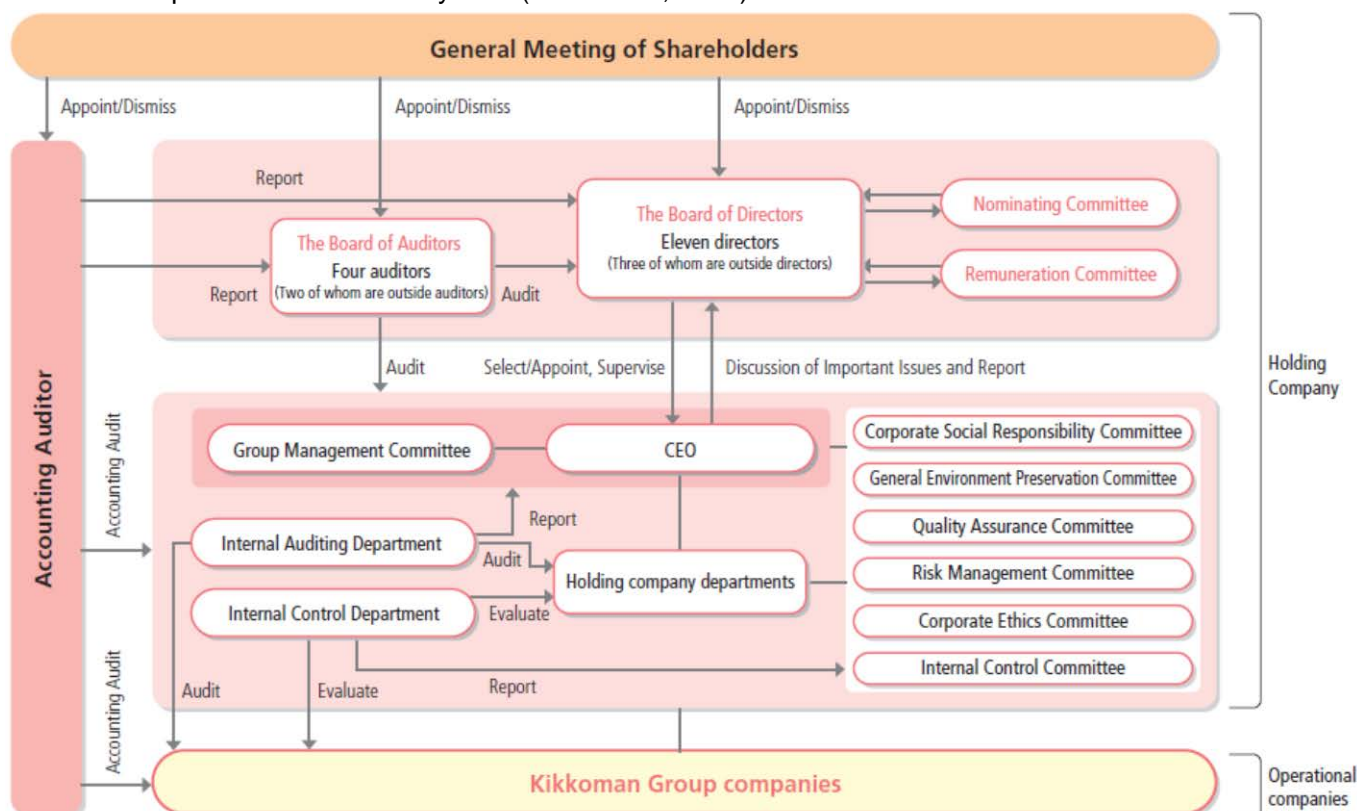 General Meeting of Shareholders
Appoint/Dismiss
Appoint/Dismiss
Appoint/Dismiss
Accounting Auditor
Report
The Board of Directors
Eleven directors
(Three of whom are outside directors)
Nominating Committee
Remuneration Committee
The Board of Auditors
Four auditors
(Two of whom are outside auditors)
Report
Audit
Audit
Select/Appoint, Supervise
Discussion of Important Issues and Report
Holding
Company
Accounting Audit
Group Management Committee
CEO
Corporate Social Responsibility Committee
General Environment Preservation Committee
Quality Assurance Committee
Risk Management Committee
Corporate Ethics Committee
Internal Control Committee
Report
Internal Auditing Department
Audit
Holding company departments
Internal Control Department
Evaluate
Accounting Audit
Audit
Evaluate
Report
Kikkoman Group companies
Operational
companies